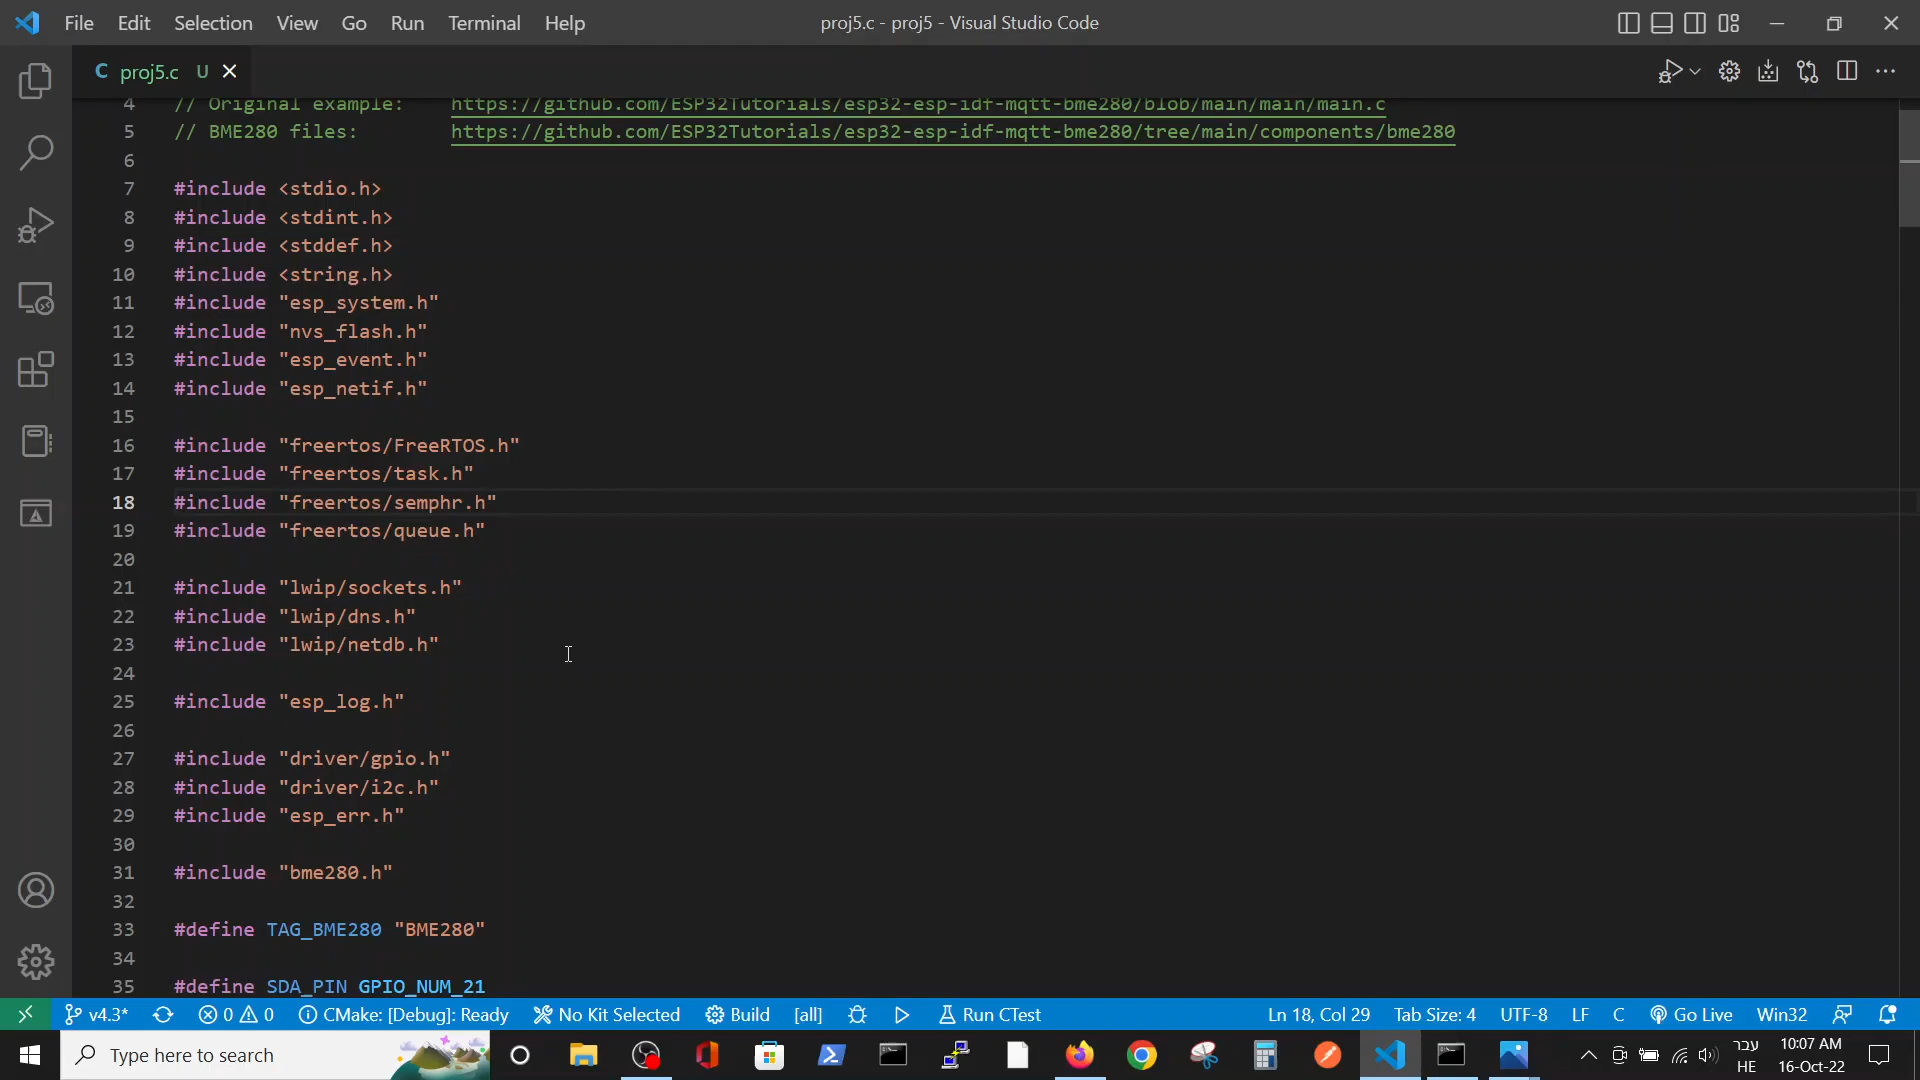 File Edit Selection View Go Run Terminal Help proj5.c - proj5 - Visual Studio Code
C proj5.c U
4 // Original example: https://github.com/ESP32Tutorials/esp32-esp-idf-mqtt-bme280/blob/main/main/main.c
5 // BME280 files: https://github.com/ESP32Tutorials/esp32-esp-idf-mqtt-bme280/tree/main/components/bme280
6
7 #include <stdio.h>
8 #include <stdint.h>
9 #include <stddef.h>
10 #include <string.h>
11 #include "esp_system.h"
12 #include "nvs_flash.h"
13 #include "esp_event.h"
14 #include "esp_netif.h"
15
16 #include "freertos/FreeRTOS.h"
17 #include "freertos/task.h"
18 #include "freertos/semphr.h"
19 #include "freertos/queue.h"
20
21 #include "lwip/sockets.h"
22 #include "lwip/dns.h"
23 #include "lwip/netdb.h"
24
25 #include "esp_log.h"
26
27 #include "driver/gpio.h"
28 #include "driver/i2c.h"
29 #include "esp_err.h"
30
31 #include "bme280.h"
32
33 #define TAG_BME280 "BME280"
34
35 #define SDA_PIN GPIO_NUM_21
v4.3* 0 0 CMake: [Debug]: Ready No Kit Selected Build [all] Run CTest Ln 18, Col 29 Tab Size: 4 UTF-8 LF C Go Live Win32
Type here to search עבר 10:07 AM
HE 16-Oct-22